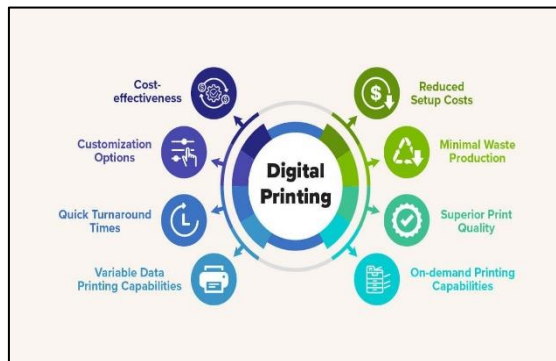 Cost-
effectiveness
Customization
Options
Quick Turnaround
Times
Variable Data
Printing Capabilities
Digital
Printing
Reduced
Setup Costs
Minimal Waste
Production
Superior Print
Quality
On-demand Printing
Capabilities